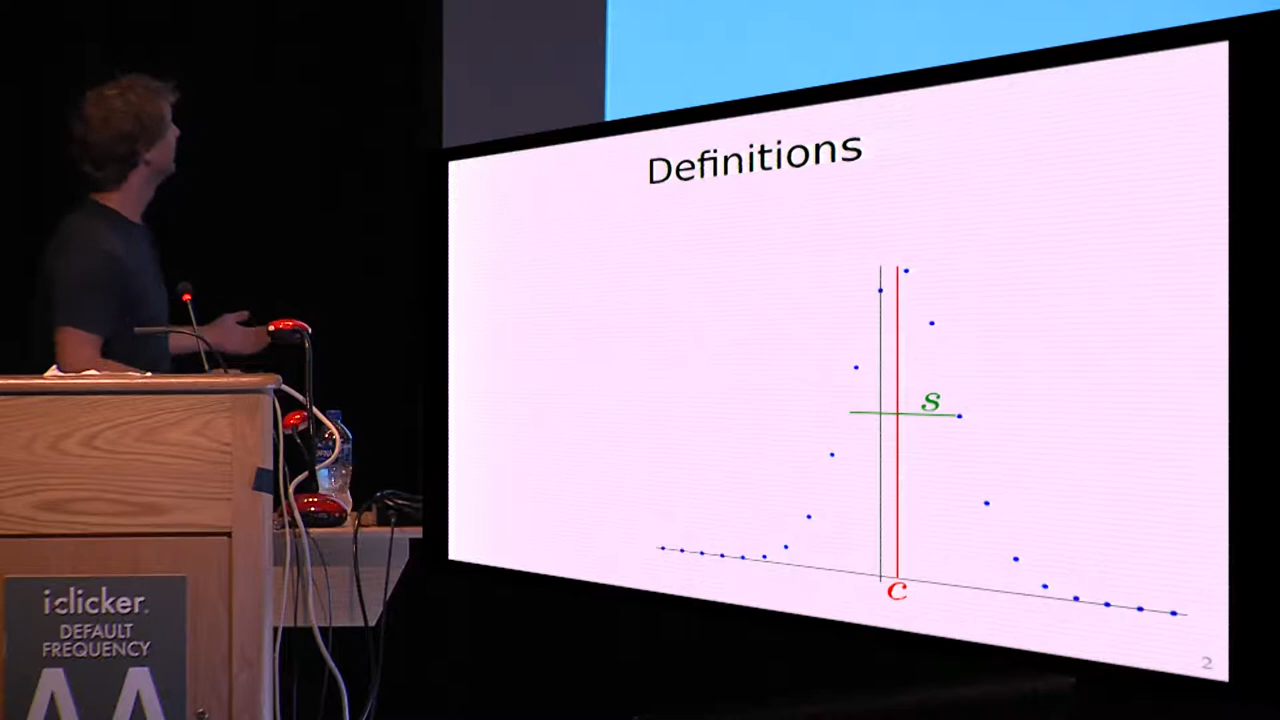 Definitions
s
c
2
i>clicker.
DEFAULT
FREQUENCY
AA